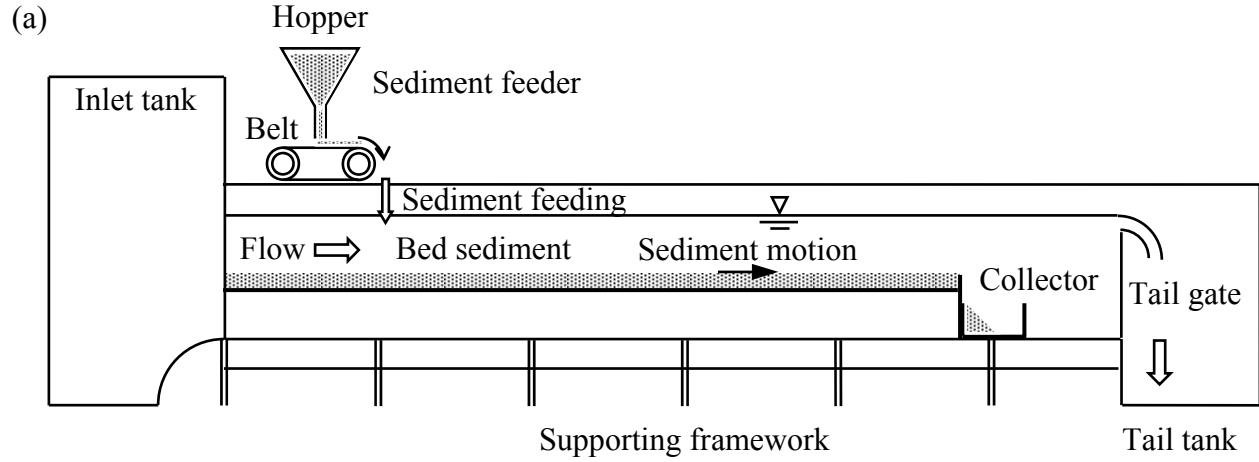 (a)
Hopper
Inlet tank
Sediment feeder
Belt
Sediment feeding
Flow
Bed sediment
Sediment motion
Collector
Tail gate
Supporting framework
Tail tank